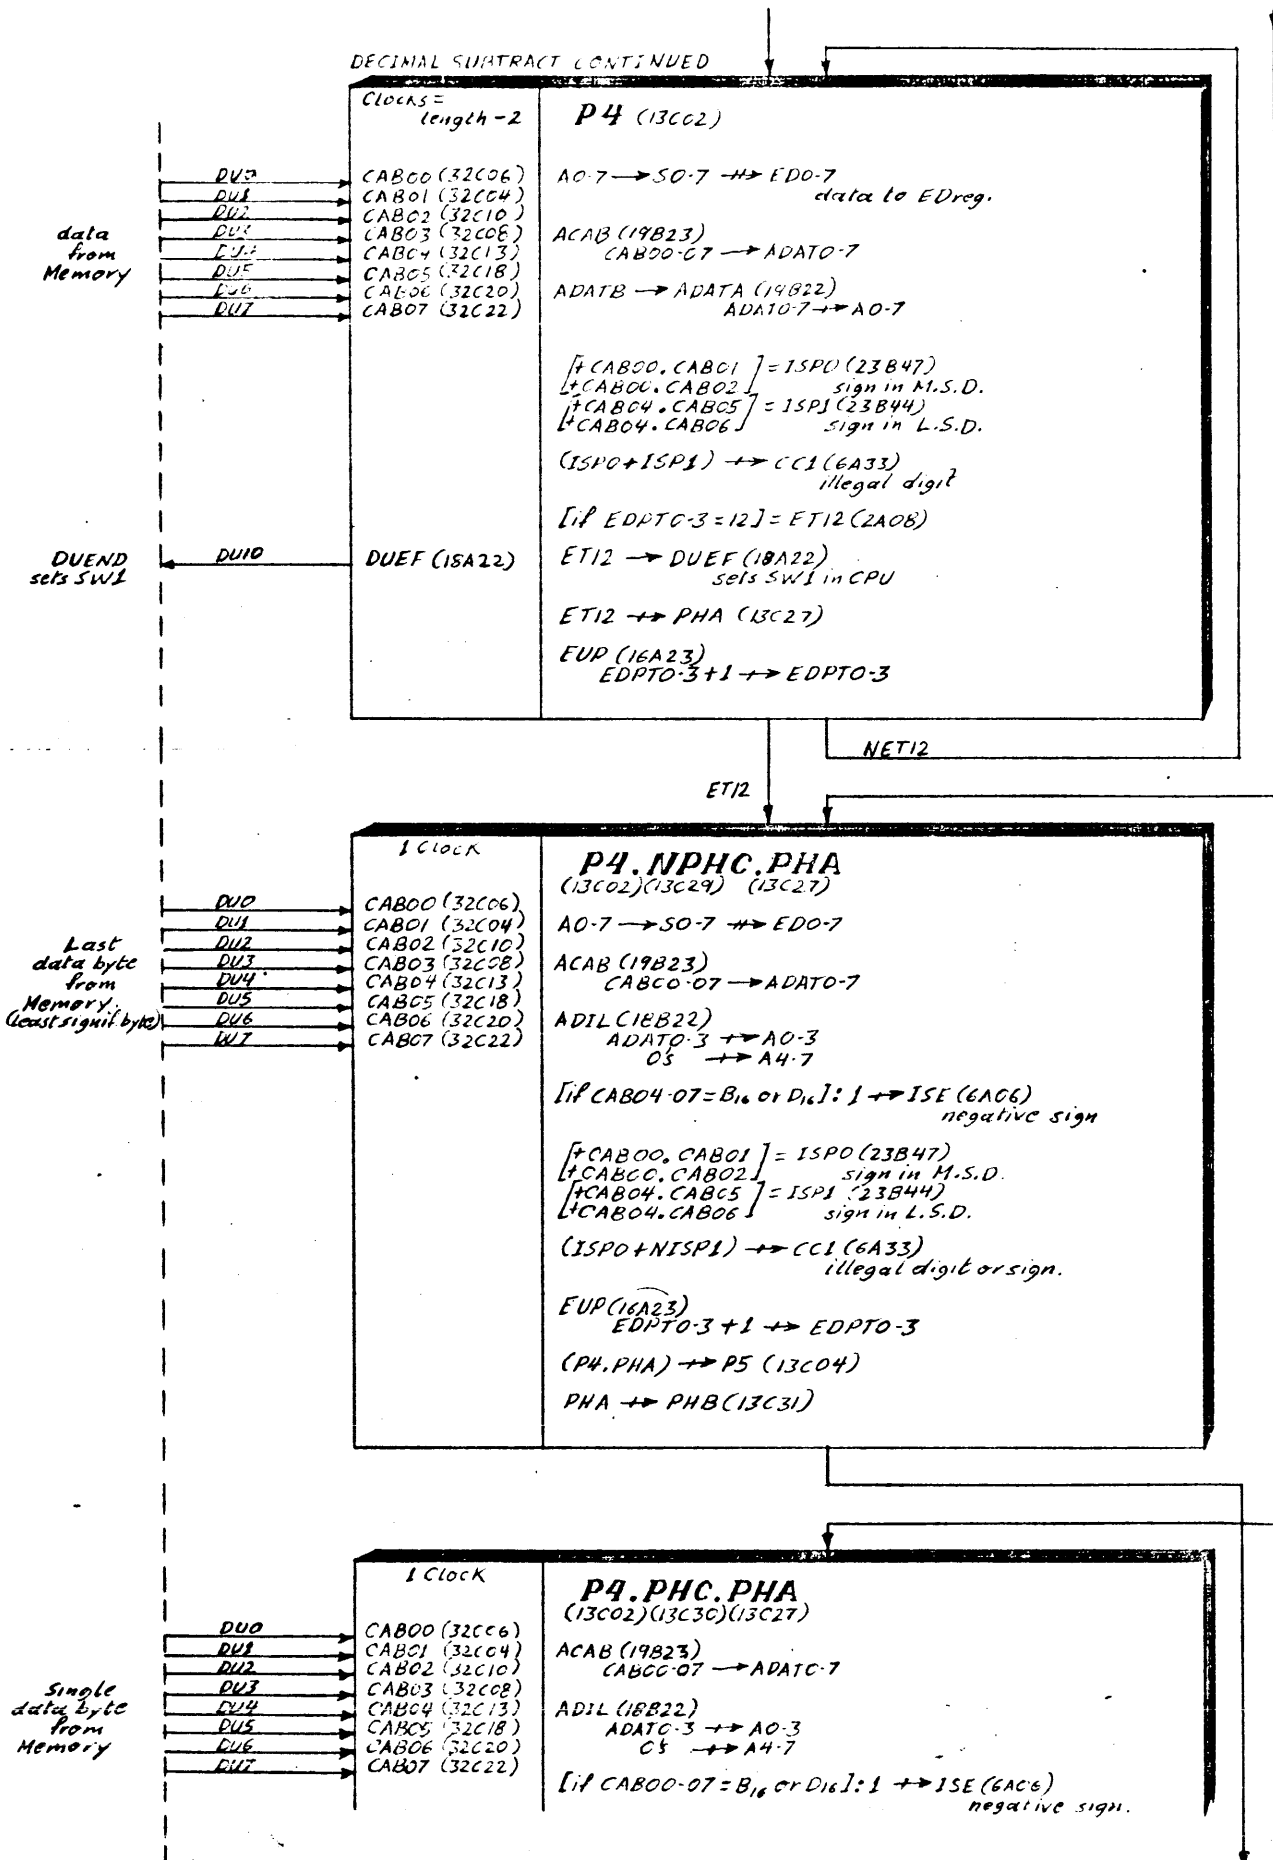 DECIMAL SUBTRACT CONTINUED
Clocks =
length-2
P4 (13C02)
data
from
Memory
DU0
DU1
DU2
DU3
DU4
DU5
DU6
DU7
CAB00 (32C06)
CAB01 (32C04)
CAB02 (32C10)
CAB03 (32C08)
CAB04 (32C13)
CAB05 (32C18)
CAB06 (32C20)
CAB07 (32C22)
A0-7 → S0-7 ⇸ ED0-7
data to EDreg.
ACAB (19B23)
CAB00-07 → ADAT0-7
ADATB → ADATA (19B22)
ADAT0-7 ⇸ A0-7
[+CAB00.CAB01] = ISP0 (23B47)
[+CAB00.CAB02] sign in M.S.D.
[+CAB04.CAB05] = ISP1 (23B44)
[+CAB04.CAB06] sign in L.S.D.
(ISP0+ISP1) ⇸ CC1 (6A33)
illegal digit
[if EDPT0-3=12] = ET12 (2A08)
DUEND
sets SW1
DU10
DUEF (18A22)
ET12 → DUEF (18A22)
sets SW1 in CPU
ET12 ⇸ PHA (13C27)
EUP (16A23)
EDPT0-3+1 ⇸ EDPT0-3
NET12
ET12
1 Clock
P4.NPHC.PHA
(13C02)(13C29) (13C27)
Last
data byte
from
Memory.
(least signif. byte)
DU0
DU1
DU2
DU3
DU4
DU5
DU6
DU7
CAB00 (32C06)
CAB01 (32C04)
CAB02 (32C10)
CAB03 (32C08)
CAB04 (32C13)
CAB05 (32C18)
CAB06 (32C20)
CAB07 (32C22)
A0-7 → S0-7 ⇸ ED0-7
ACAB (19B23)
CAB00-07 → ADAT0-7
ADIL (18B22)
ADAT0-3 ⇸ A0-3
0's ⇸ A4-7
[if CAB04-07=B₁₆ or D₁₆]: 1 ⇸ ISE (6A06)
negative sign
[+CAB00.CAB01] = ISP0 (23B47)
[+CAB00.CAB02] sign in M.S.D.
[+CAB04.CAB05] = ISP1 (23B44)
[+CAB04.CAB06] sign in L.S.D.
(ISP0+NISP1) ⇸ CC1 (6A33)
illegal digit or sign.
EUP (16A23)
EDPT0-3+1 ⇸ EDPT0-3
(P4.PHA) ⇸ P5 (13C04)
PHA ⇸ PHB (13C31)
1 Clock
P4.PHC.PHA
(13C02)(13C30)(13C27)
Single
data byte
from
Memory
DU0
DU1
DU2
DU3
DU4
DU5
DU6
DU7
CAB00 (32C06)
CAB01 (32C04)
CAB02 (32C10)
CAB03 (32C08)
CAB04 (32C13)
CAB05 (32C18)
CAB06 (32C20)
CAB07 (32C22)
ACAB (19B23)
CAB00-07 → ADAT0-7
ADIL (18B22)
ADAT0-3 ⇸ A0-3
0's ⇸ A4-7
[if CAB00-07=B₁₆ or D₁₆]: 1 ⇸ ISE (6A06)
negative sign.